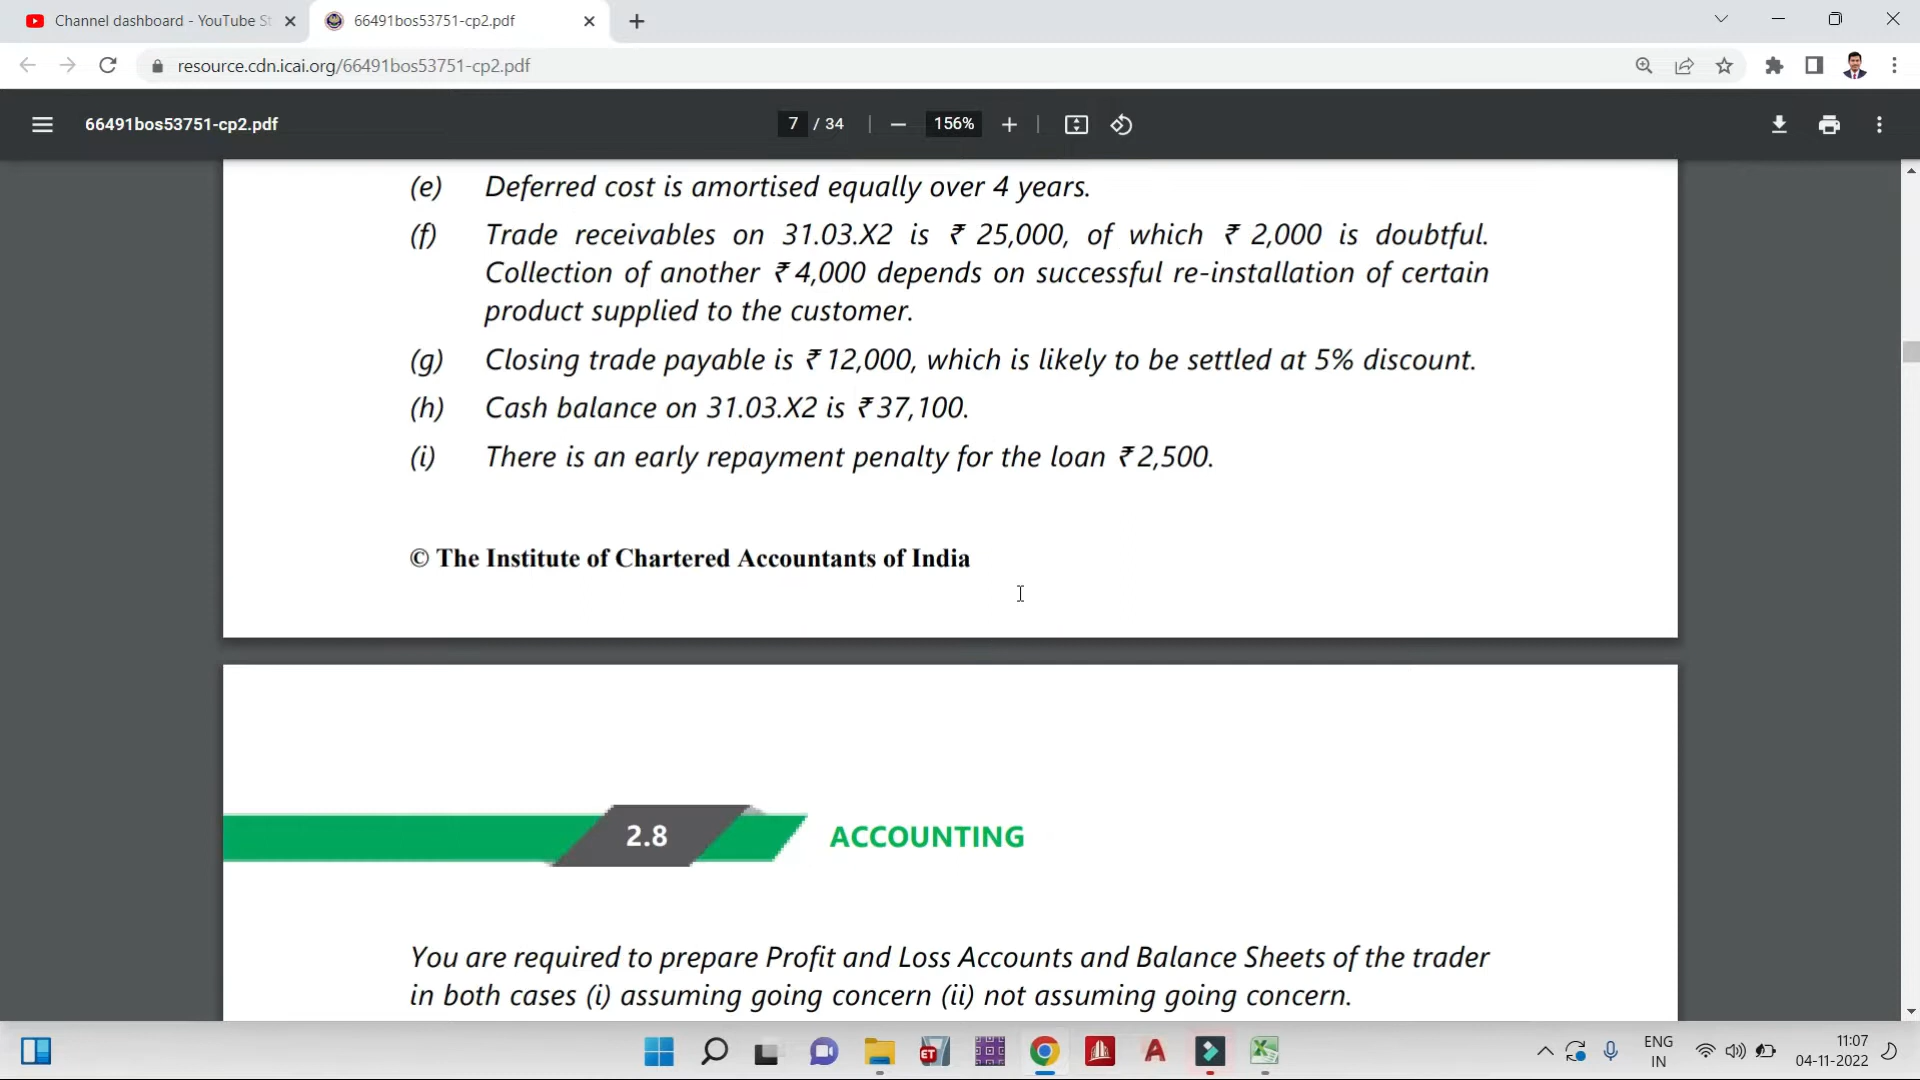 Channel dashboard - YouTube St
66491bos53751-cp2.pdf
resource.cdn.icai.org/66491bos53751-cp2.pdf
66491bos53751-cp2.pdf
7 / 34
156%
(e) Deferred cost is amortised equally over 4 years.
(f) Trade receivables on 31.03.X2 is ₹ 25,000, of which ₹ 2,000 is doubtful.
Collection of another ₹ 4,000 depends on successful re-installation of certain
product supplied to the customer.
(g) Closing trade payable is ₹ 12,000, which is likely to be settled at 5% discount.
(h) Cash balance on 31.03.X2 is ₹ 37,100.
(i) There is an early repayment penalty for the loan ₹ 2,500.
© The Institute of Chartered Accountants of India
2.8 ACCOUNTING
You are required to prepare Profit and Loss Accounts and Balance Sheets of the trader
in both cases (i) assuming going concern (ii) not assuming going concern.
ET
A
ENG
IN
11:07
04-11-2022